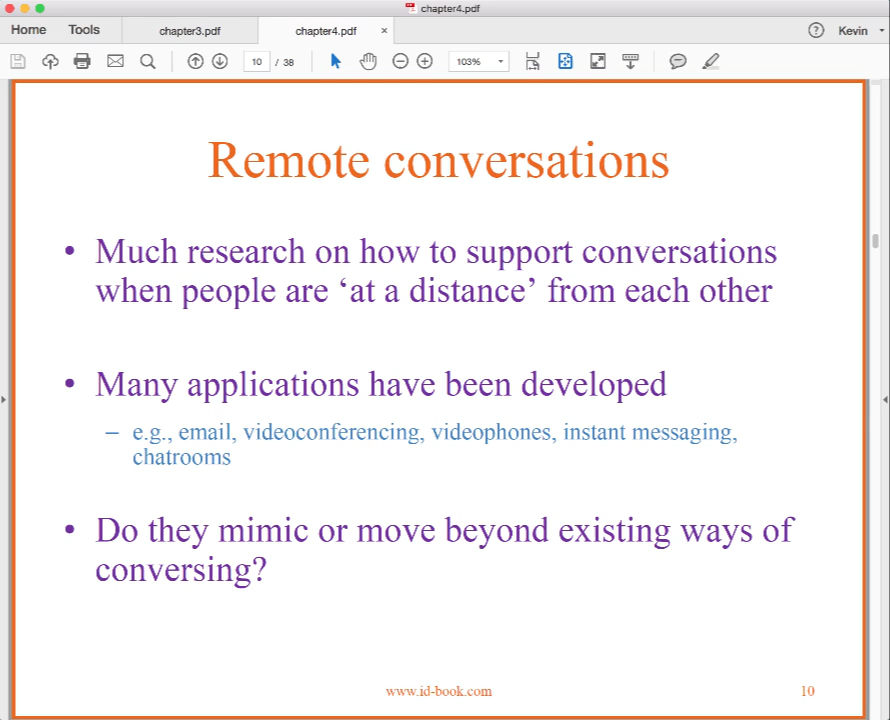 chapter4.pdf
Home Tools chapter3.pdf chapter4.pdf × ? Kevin
10 / 38 103%
Remote conversations
• Much research on how to support conversations
when people are ‘at a distance’ from each other
• Many applications have been developed
– e.g., email, videoconferencing, videophones, instant messaging,
chatrooms
• Do they mimic or move beyond existing ways of
conversing?
www.id-book.com 10